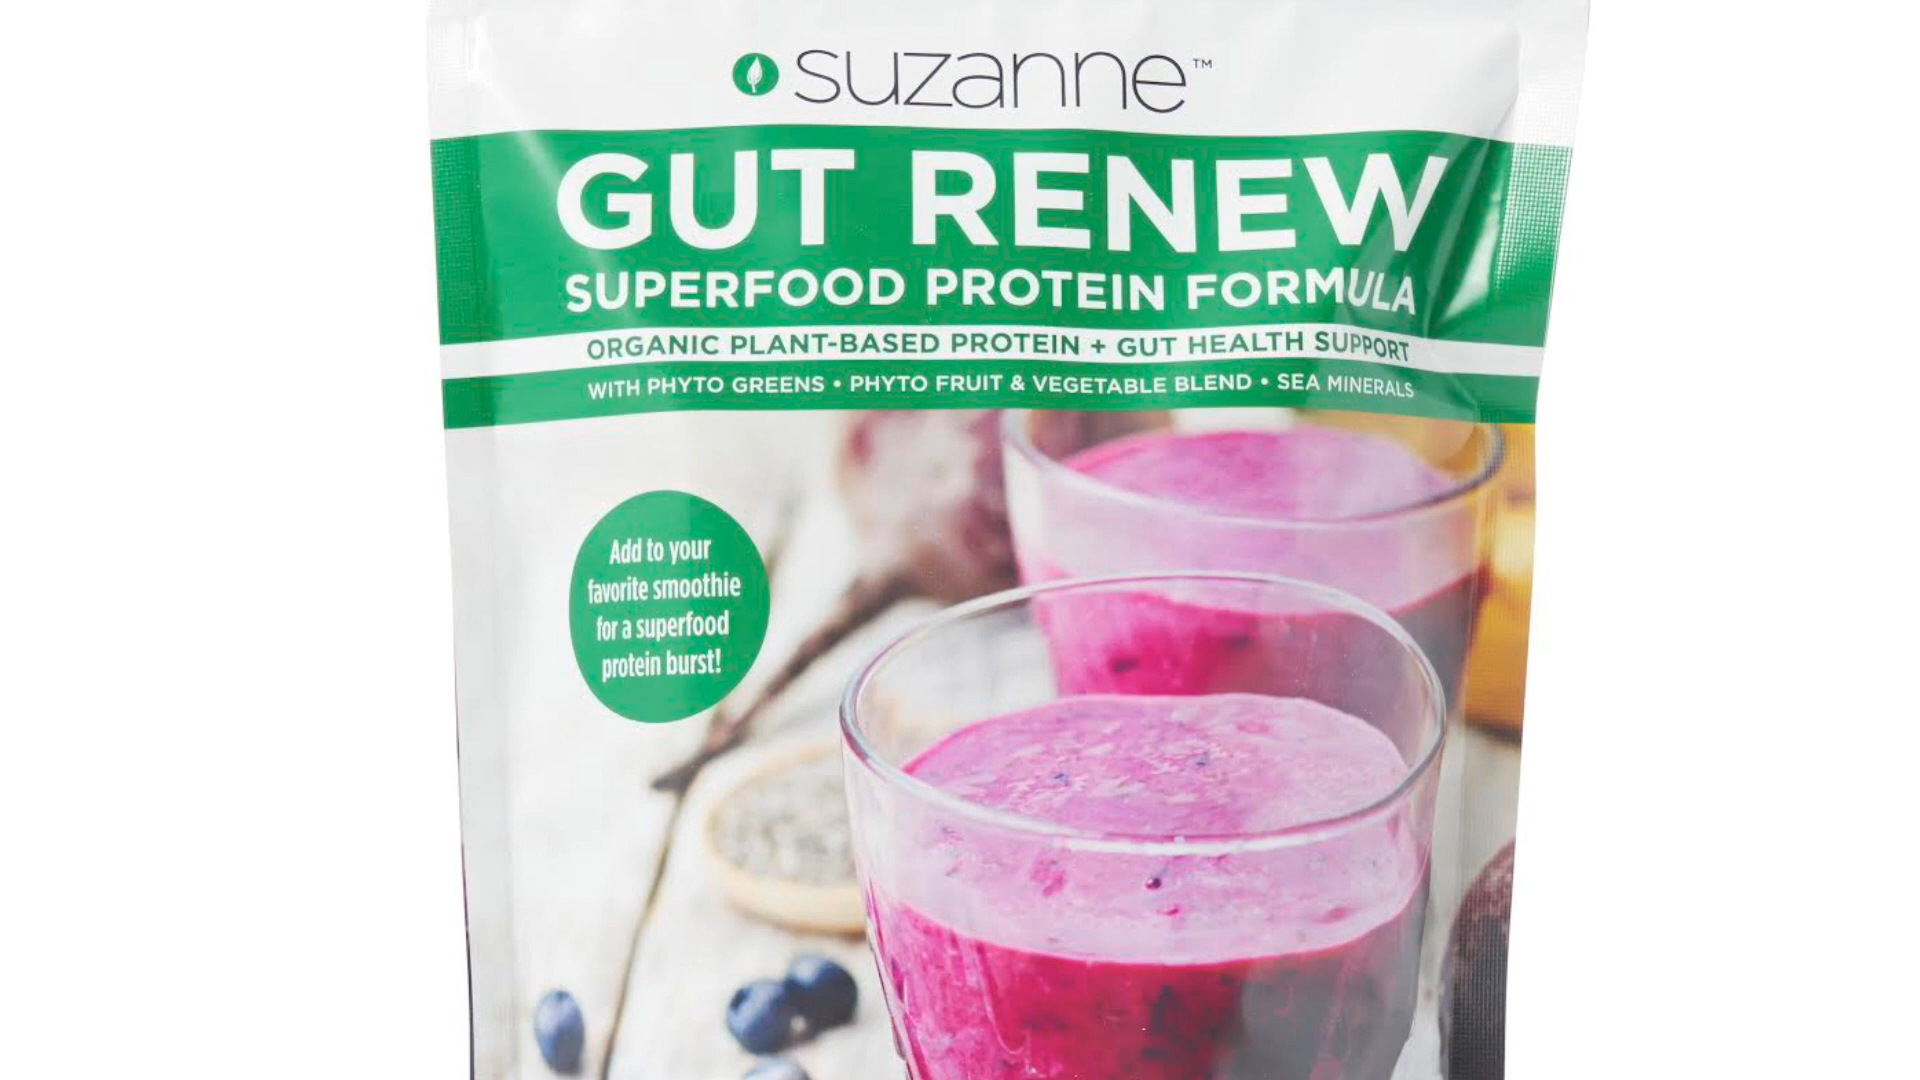 suzanne™
GUT RENEW
SUPERFOOD PROTEIN FORMULA
ORGANIC PLANT-BASED PROTEIN + GUT HEALTH SUPPORT
WITH PHYTO GREENS • PHYTO FRUIT & VEGETABLE BLEND • SEA MINERALS
Add to your
favorite smoothie
for a superfood
protein burst!